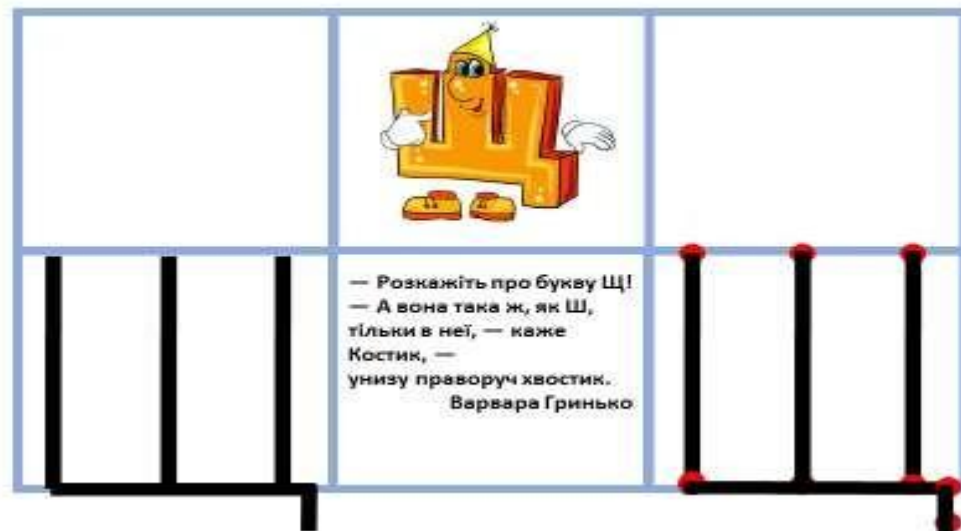 — Розкажіть про букву Щ!
— А вона така ж, як Ш,
тільки в неї, — каже
Костик, —
унизу праворуч хвостик.
Варвара Гринько